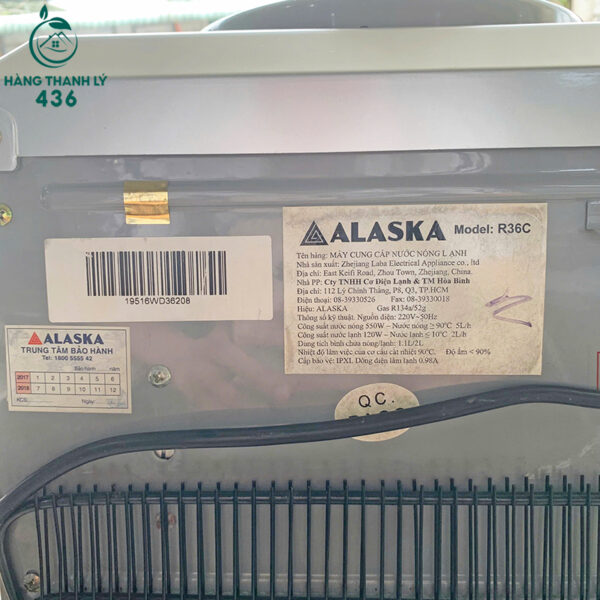 HÀNG THANH LÝ
436
ALASKA Model: R36C
Tên hàng: MÁY CUNG CẤP NƯỚC NÓNG LẠNH
Nhà sản xuất: Zhejiang Laba Electrical Appliance co., ltd
Địa chỉ: East Keifi Road, Zhou Town, Zhejiang, China.
Nhà PP: Cty TNHH Cơ Điện Lạnh & TM Hòa Bình
Địa chỉ: 112 Lý Chính Thắng, P8, Q3, TP.HCM
Điện thoại: 08-39330526 Fax: 08-39330018
Hiệu: ALASKA Gas R134a/52g
Thông số kỹ thuật. Nguồn điện: 220V~50Hz
Công suất nước nóng 550W – Nước nóng ≥ 90°C 5L/h
Công suất nước lạnh 120W – Nước lạnh ≤ 10°C 2L/h
Dung tích bình chứa nóng/lạnh: 1.1L/2L
Nhiệt độ làm việc của cơ cấu cắt nhiệt 90°C. Độ ẩm < 90%
Cấp bảo vệ: IPXL Dòng điện làm lạnh 0.98A
19516WD36208
ALASKA
TRUNG TÂM BẢO HÀNH
Tel: 1800 5555 42
Bảo hành: năm
2017 1 2 3 4 5 6
2018 7 8 9 10 11 12
KCS: Ngày:
QC.